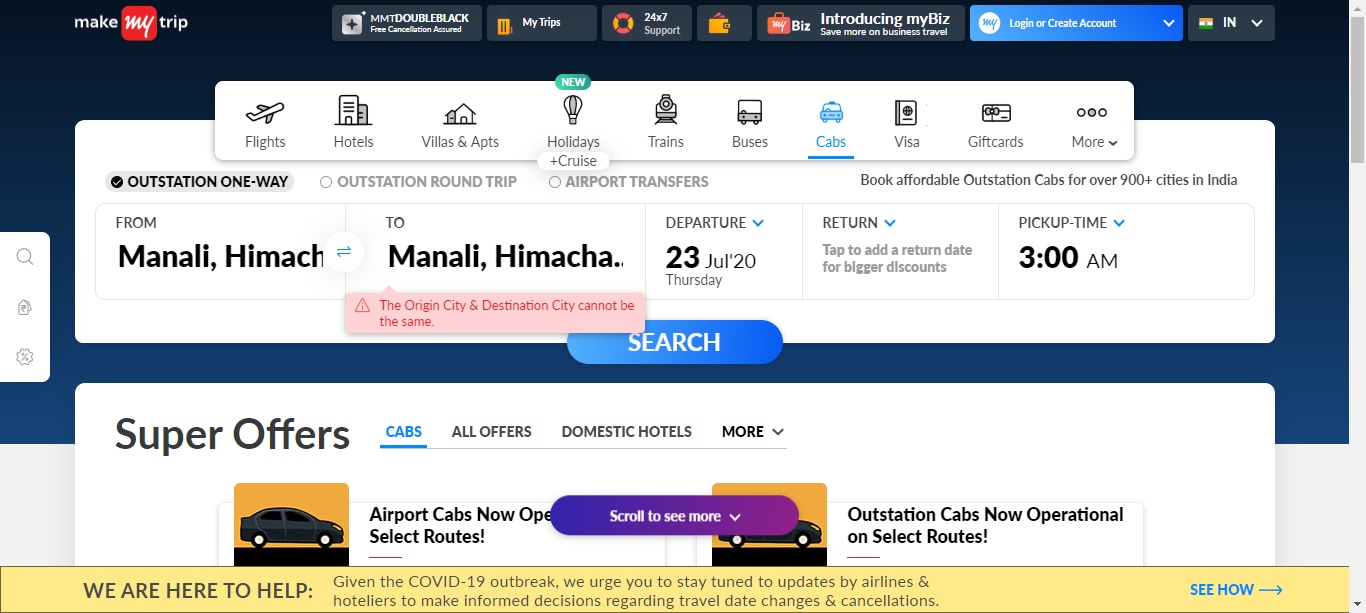 make my trip
MMTDOUBLEBLACK
Free Cancellation Assured
My Trips
24x7
Support
my Biz
Introducing myBiz
Save more on business travel
my
Login or Create Account
IN
NEW
Flights
Hotels
Villas & Apts
Holidays
+Cruise
Trains
Buses
Cabs
Visa
Giftcards
More
OUTSTATION ONE-WAY
OUTSTATION ROUND TRIP
AIRPORT TRANSFERS
Book affordable Outstation Cabs for over 900+ cities in India
FROM
Manali, Himach
TO
Manali, Himacha..
DEPARTURE
23 Jul'20
Thursday
RETURN
Tap to add a return date
for bigger discounts
PICKUP-TIME
3:00 AM
The Origin City & Destination City cannot be
the same.
SEARCH
Super Offers
CABS
ALL OFFERS
DOMESTIC HOTELS
MORE
Airport Cabs Now Ope
Select Routes!
Scroll to see more
Outstation Cabs Now Operational
on Select Routes!
WE ARE HERE TO HELP:
Given the COVID-19 outbreak, we urge you to stay tuned to updates by airlines &
hoteliers to make informed decisions regarding travel date changes & cancellations.
SEE HOW